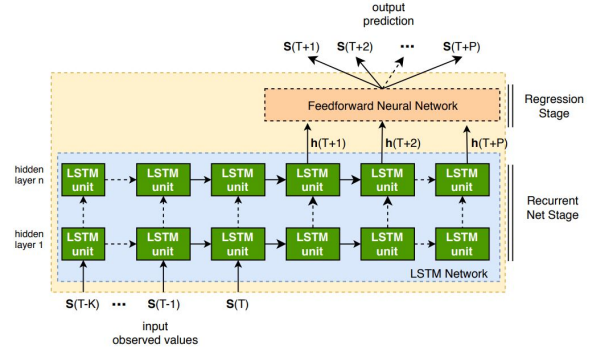 output
prediction
S(T+1) S(T+2) ... S(T+P)
Feedforward Neural Network
Regression
Stage
h(T+1) h(T+2) h(T+P)
hidden
layer n
LSTM
unit
LSTM
unit
LSTM
unit
LSTM
unit
LSTM
unit
LSTM
unit
Recurrent
Net Stage
hidden
layer 1
LSTM
unit
LSTM
unit
LSTM
unit
LSTM
unit
LSTM
unit
LSTM
unit
LSTM Network
S(T-K) ... S(T-1) S(T)
input
observed values